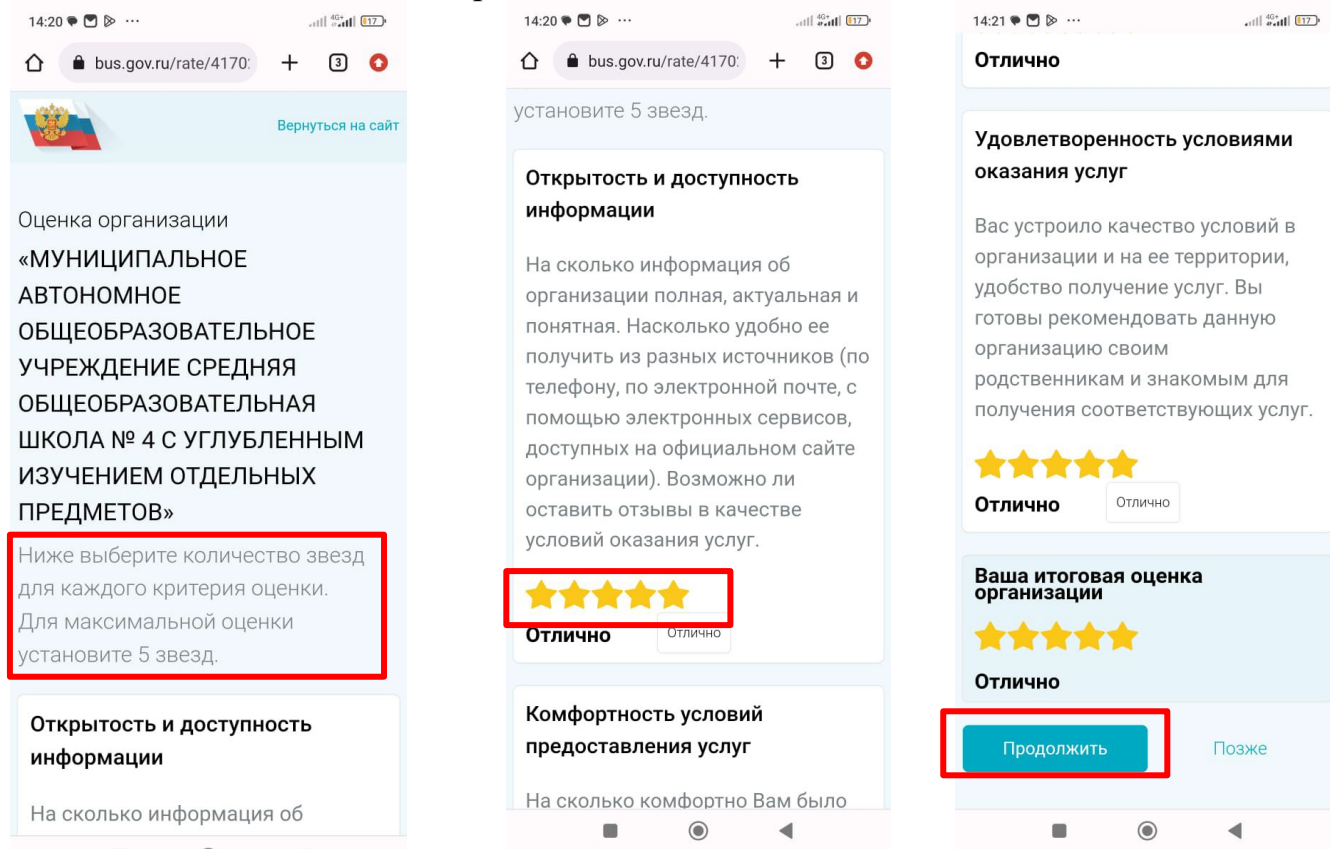 14:20
4G+
17
bus.gov.ru/rate/4170
3
Вернуться на сайт
Оценка организации
«МУНИЦИПАЛЬНОЕ
АВТОНОМНОЕ
ОБЩЕОБРАЗОВАТЕЛЬНОЕ
УЧРЕЖДЕНИЕ СРЕДНЯЯ
ОБЩЕОБРАЗОВАТЕЛЬНАЯ
ШКОЛА № 4 С УГЛУБЛЕННЫМ
ИЗУЧЕНИЕМ ОТДЕЛЬНЫХ
ПРЕДМЕТОВ»
Ниже выберите количество звезд
для каждого критерия оценки.
Для максимальной оценки
установите 5 звезд.
Открытость и доступность
информации
На сколько информация об
14:20
4G+
17
bus.gov.ru/rate/4170
3
установите 5 звезд.
Открытость и доступность
информации
На сколько информация об
организации полная, актуальная и
понятная. Насколько удобно ее
получить из разных источников (по
телефону, по электронной почте, с
помощью электронных сервисов,
доступных на официальном сайте
организации). Возможно ли
оставить отзывы в качестве
условий оказания услуг.
Отлично
Отлично
Комфортность условий
предоставления услуг
На сколько комфортно Вам было
14:21
4G+
17
Отлично
Удовлетворенность условиями
оказания услуг
Вас устроило качество условий в
организации и на ее территории,
удобство получение услуг. Вы
готовы рекомендовать данную
организацию своим
родственникам и знакомым для
получения соответствующих услуг.
Отлично
Отлично
Ваша итоговая оценка
организации
Отлично
Продолжить
Позже